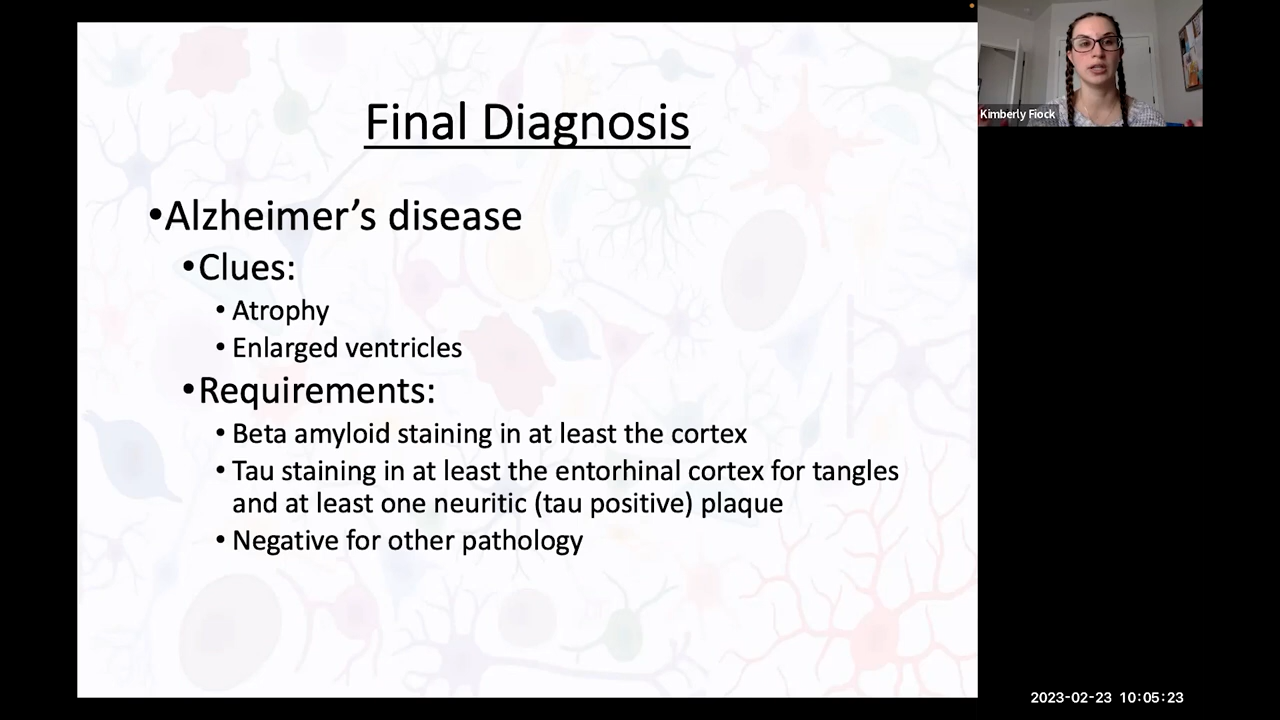 Final Diagnosis
•Alzheimer’s disease
•Clues:
• Atrophy
• Enlarged ventricles
•Requirements:
• Beta amyloid staining in at least the cortex
• Tau staining in at least the entorhinal cortex for tangles
and at least one neuritic (tau positive) plaque
• Negative for other pathology
Kimberly Fiock
2023-02-23 10:05:23